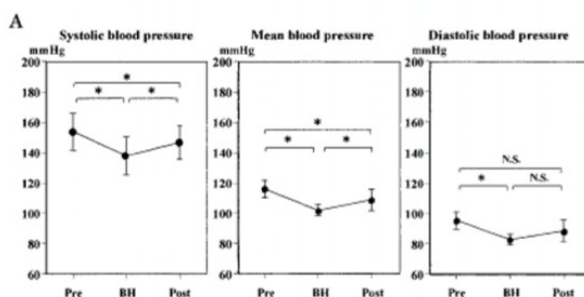 A
Systolic blood pressure
mmHg
200
180
160
140
120
100
80
60
*
*
*
Pre
BH
Post
Mean blood pressure
mmHg
200
180
160
140
120
100
80
60
*
*
*
Pre
BH
Post
Diastolic blood pressure
mmHg
200
180
160
140
120
100
80
60
N.S.
*
N.S.
Pre
BH
Post